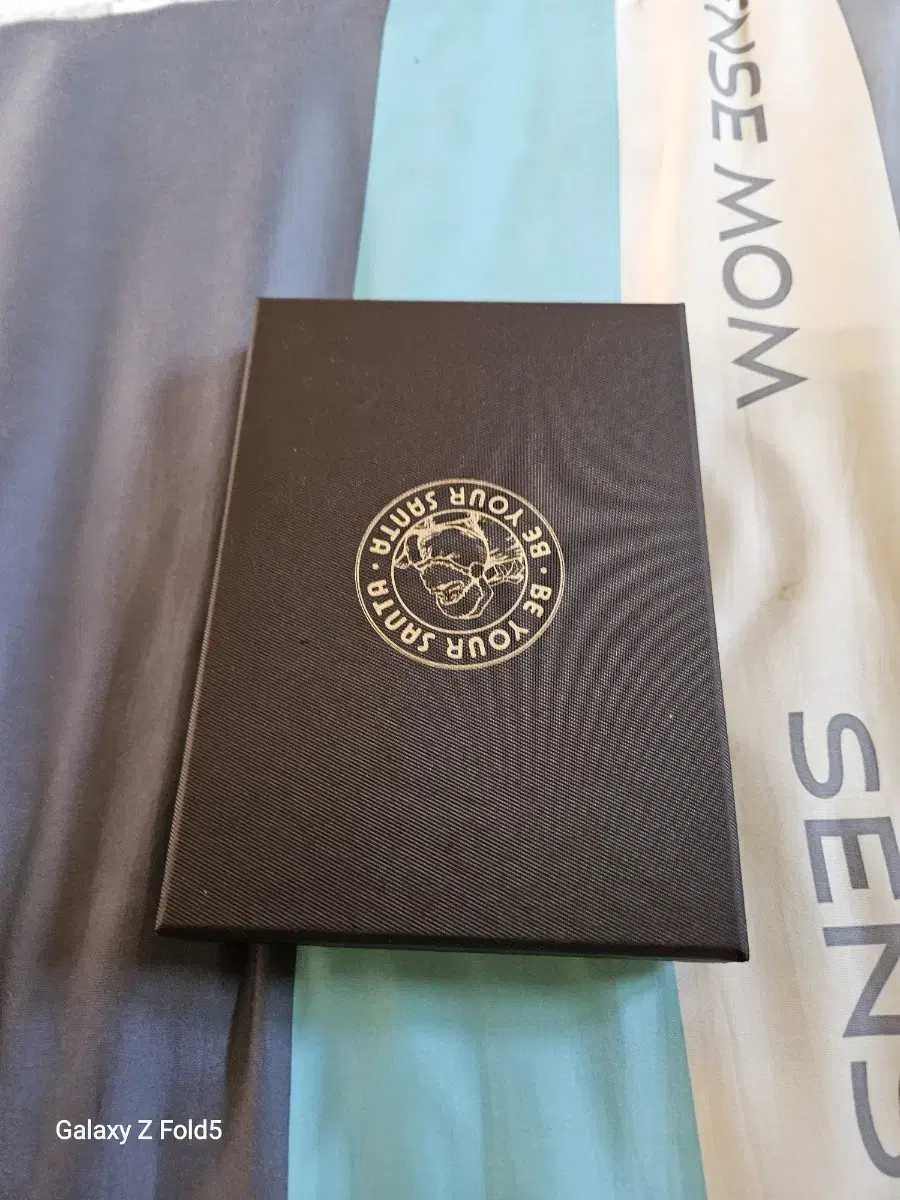 BE YOUR SANTA · BE YOUR SANTA ·
NSE MOM
SENS
Galaxy Z Fold5